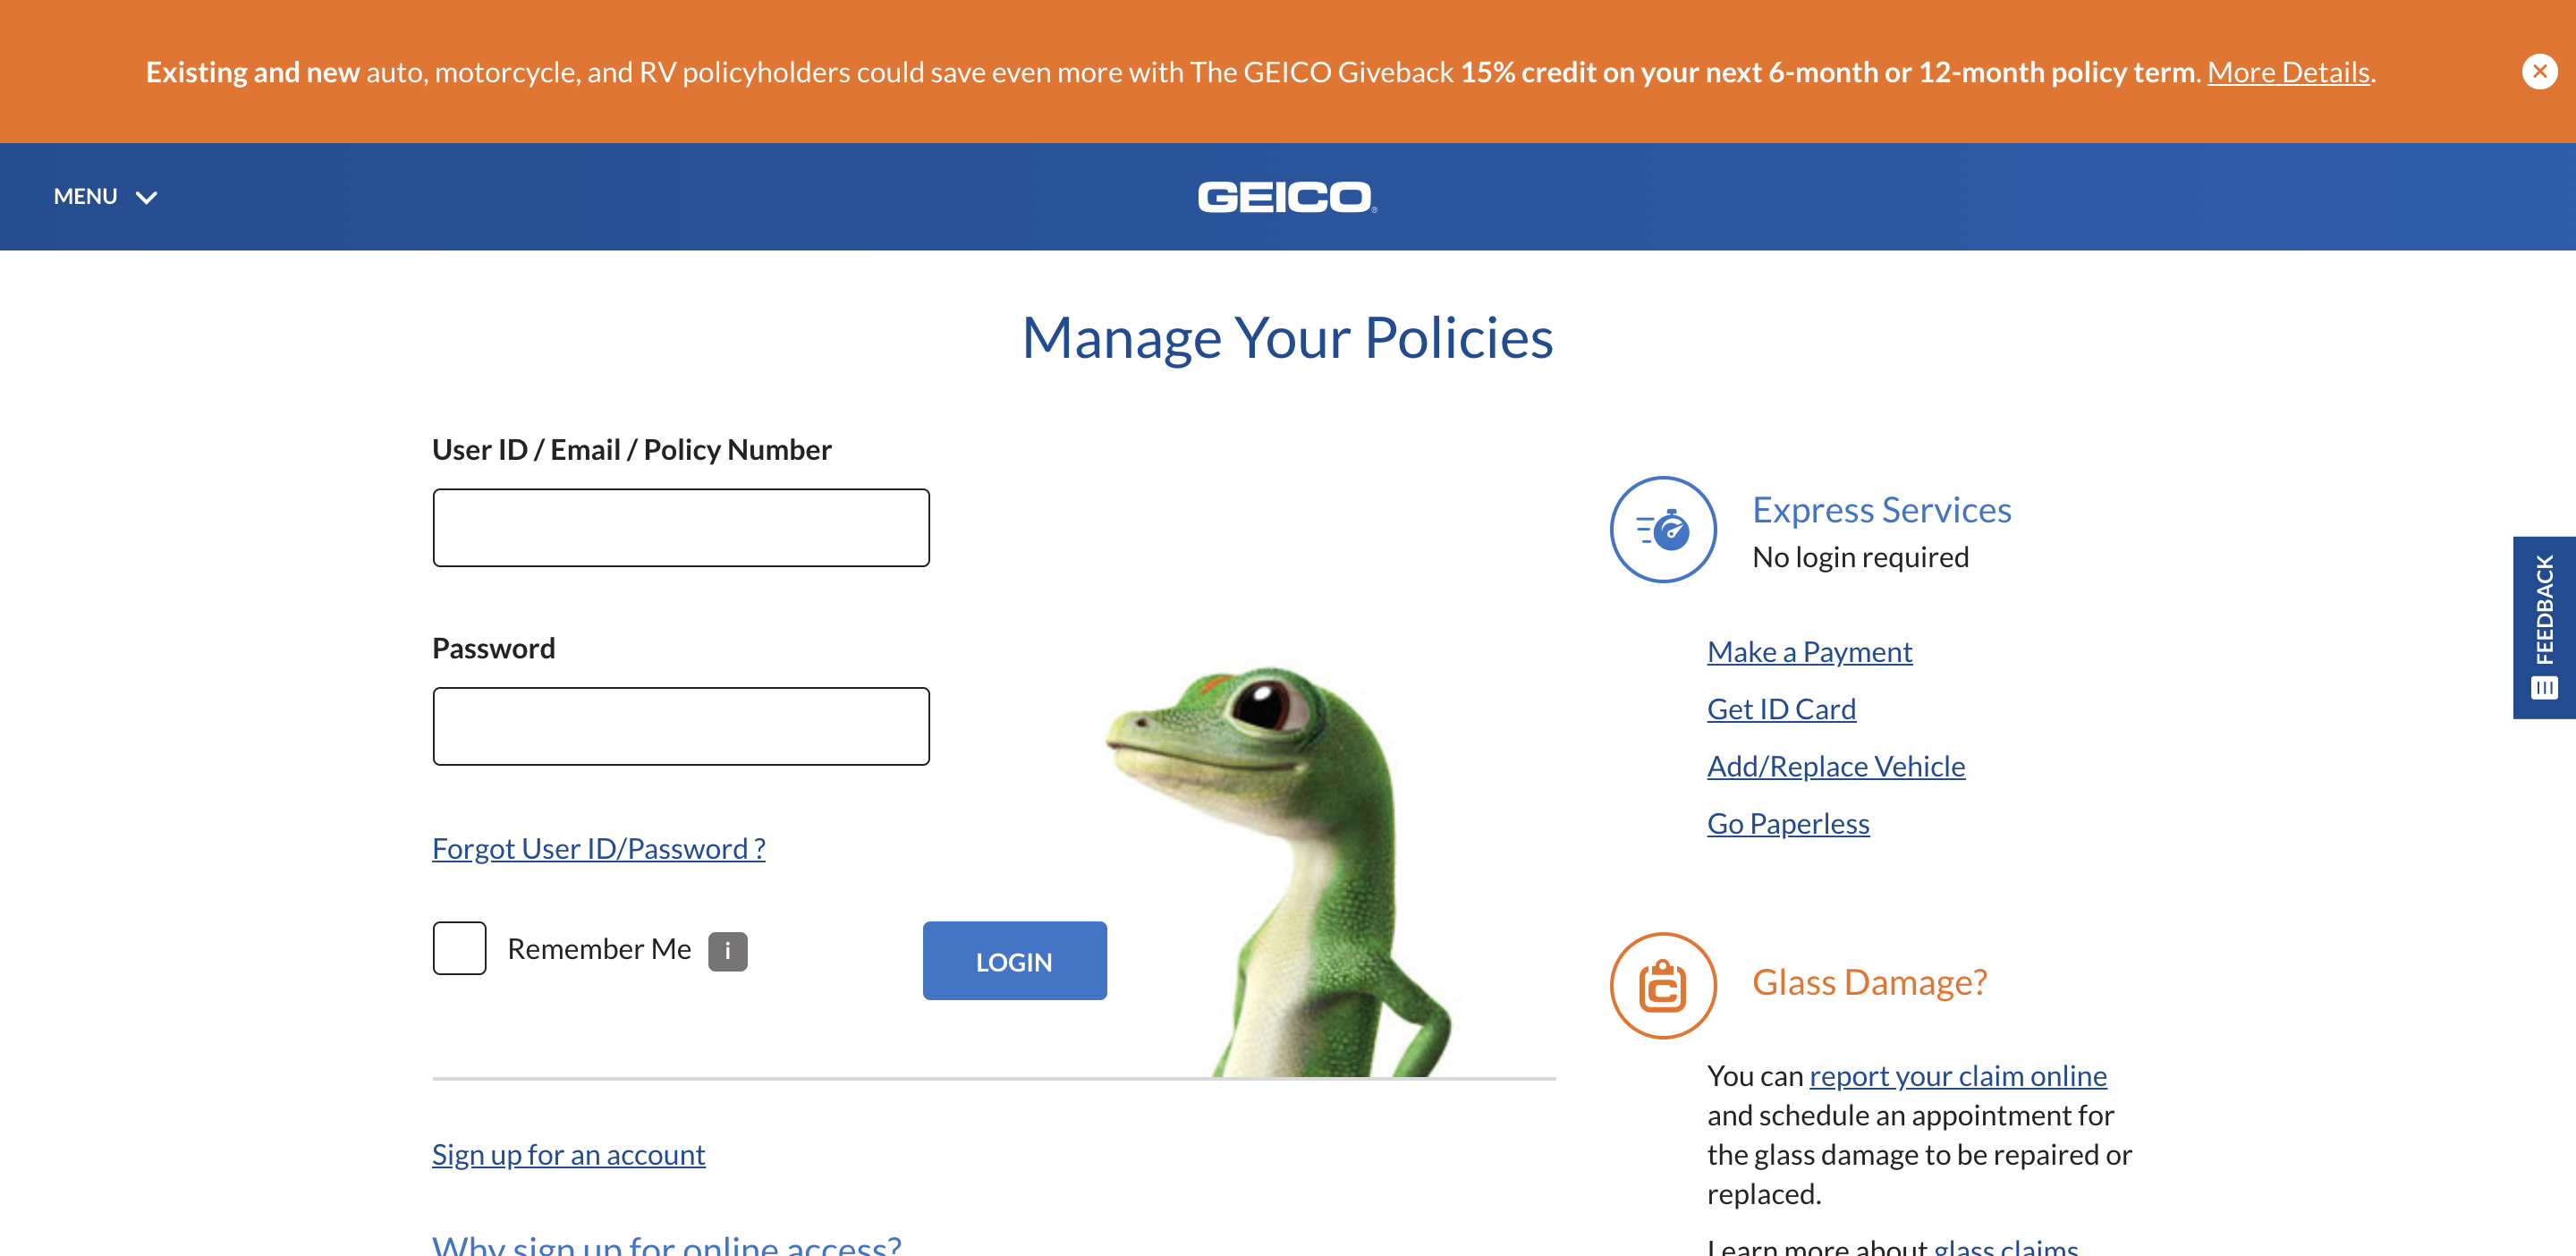 Existing and new auto, motorcycle, and RV policyholders could save even more with The GEICO Giveback 15% credit on your next 6-month or 12-month policy term. More Details.
MENU
GEICO®
Manage Your Policies
User ID / Email / Policy Number
Password
Forgot User ID/Password ?
Remember Me i
LOGIN
Sign up for an account
Why sign up for online access?
Express Services
No login required
Make a Payment
Get ID Card
Add/Replace Vehicle
Go Paperless
Glass Damage?
You can report your claim online
and schedule an appointment for
the glass damage to be repaired or
replaced.
Learn more about glass claims
FEEDBACK